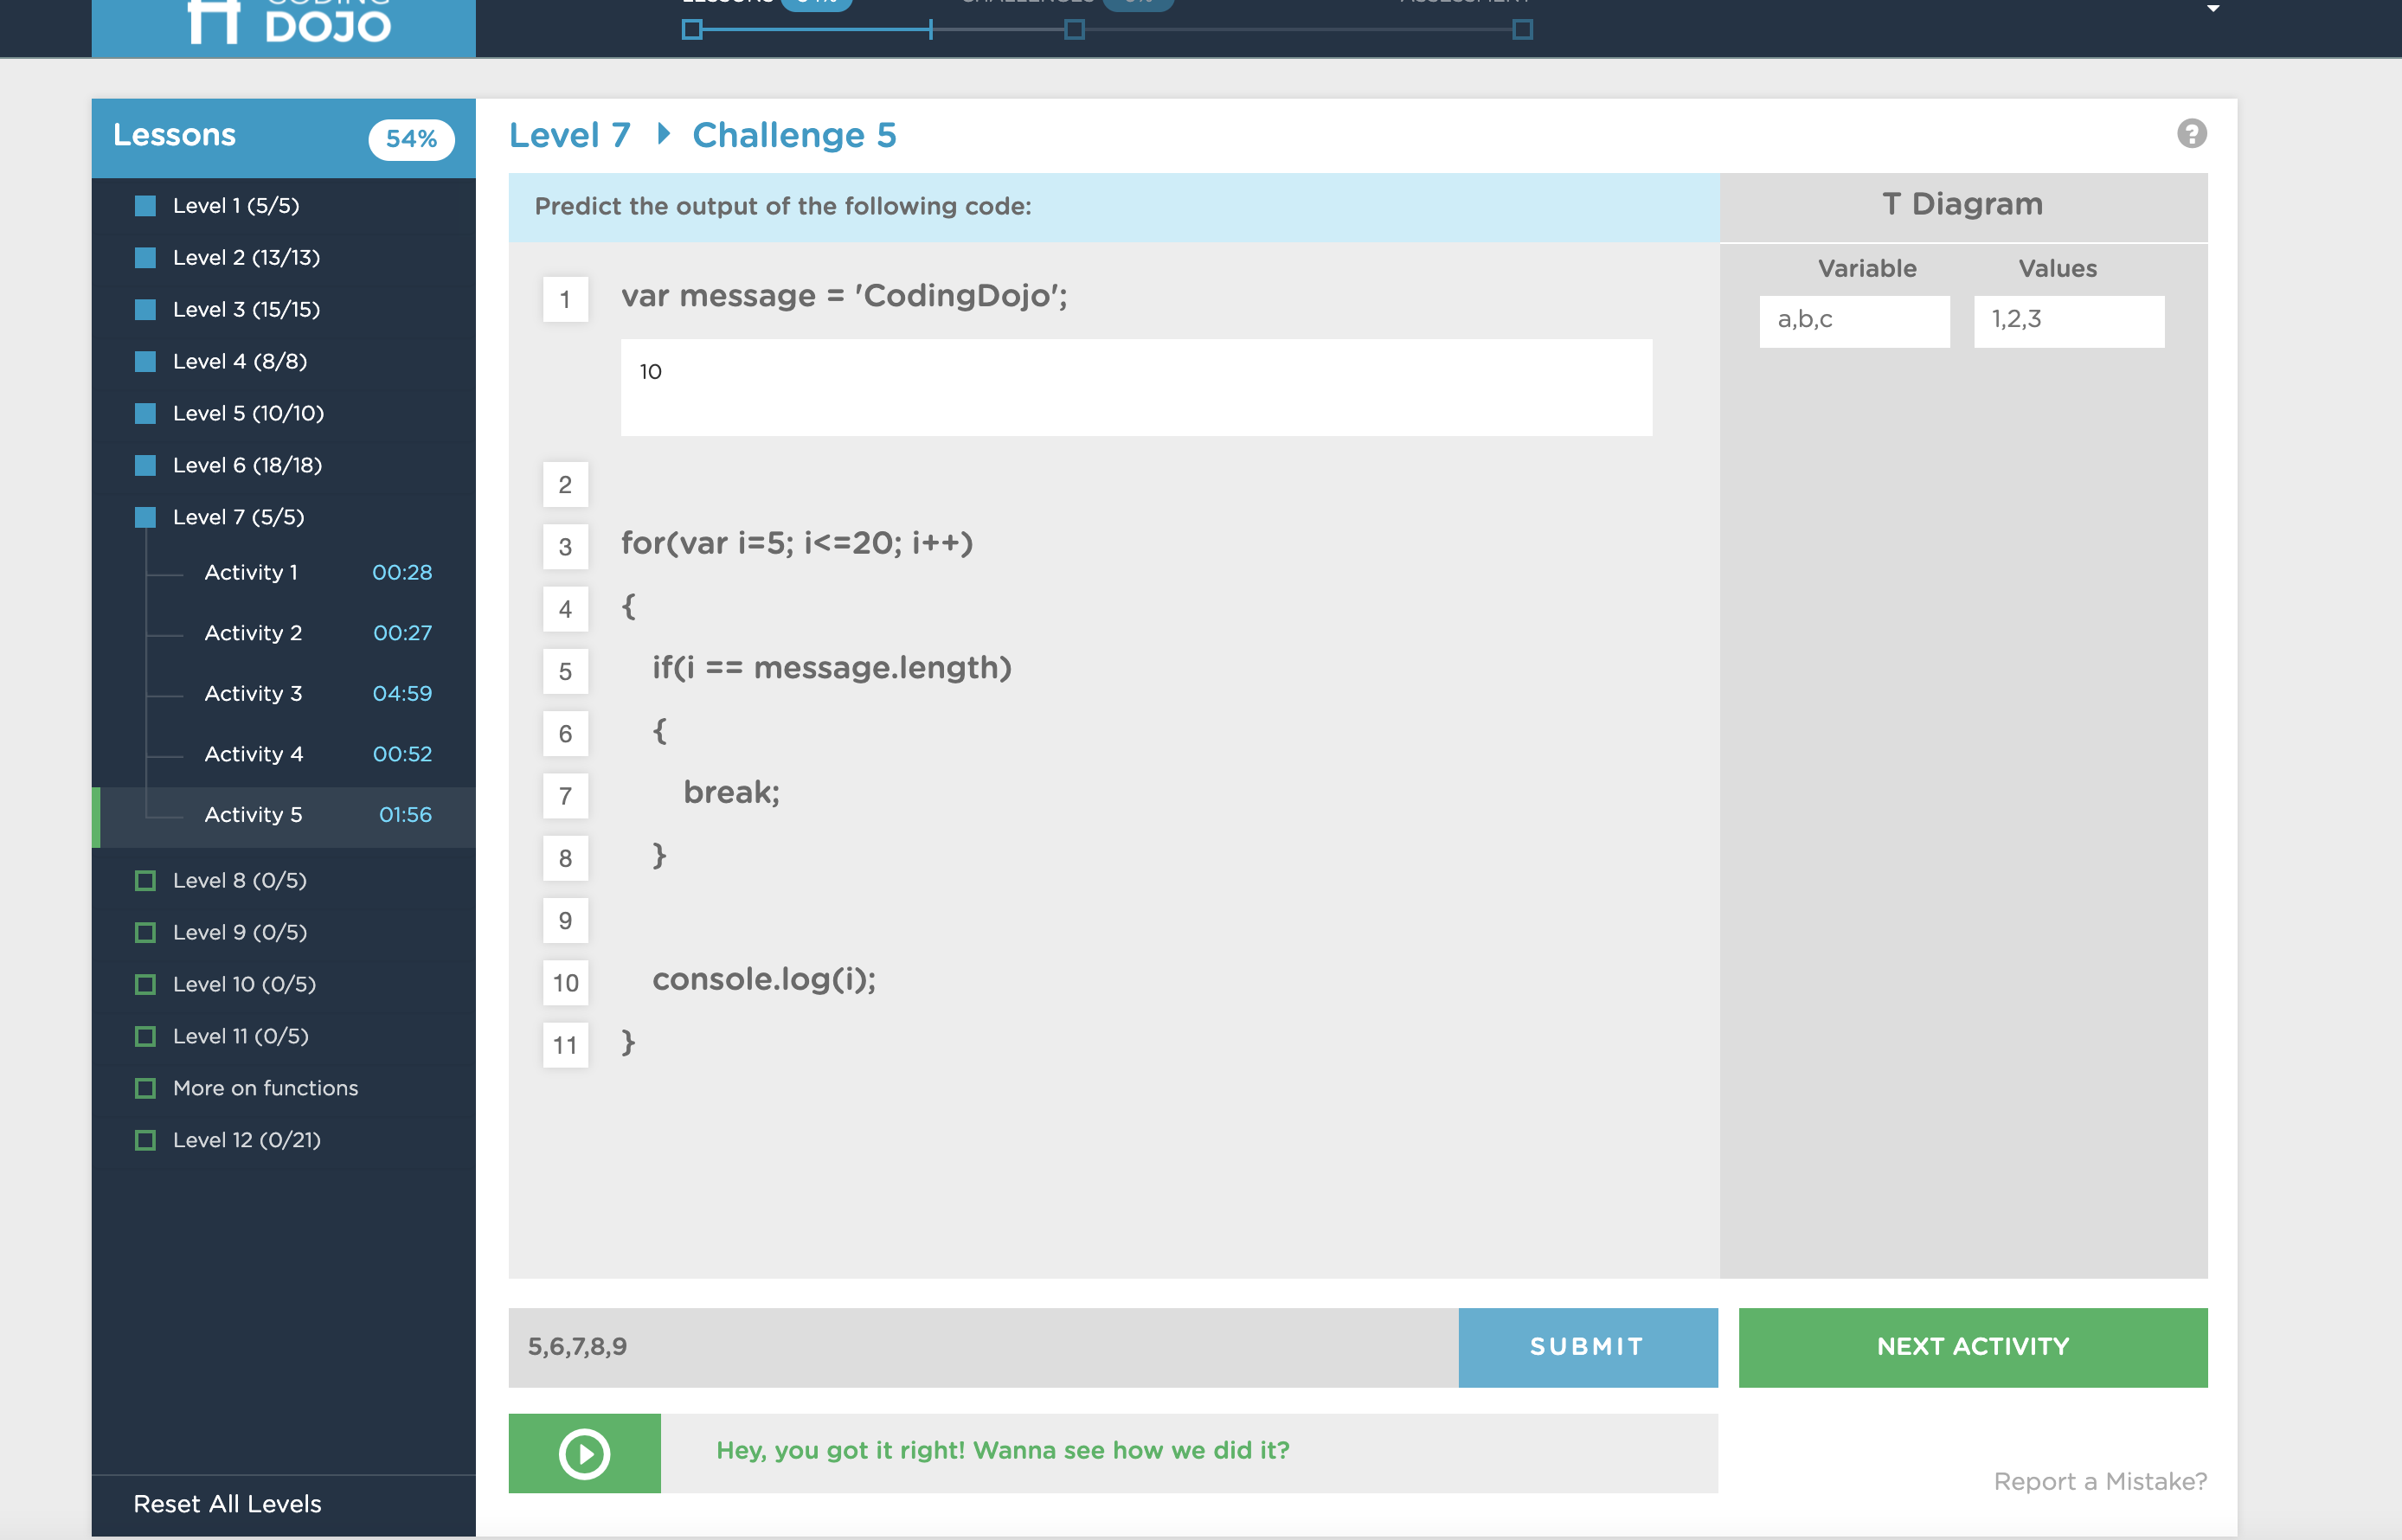 CODING
DOJO
LESSONS 54%
CHALLENGES 0%
ASSESSMENT
Lessons 54%
Level 1 (5/5)
Level 2 (13/13)
Level 3 (15/15)
Level 4 (8/8)
Level 5 (10/10)
Level 6 (18/18)
Level 7 (5/5)
Activity 1 00:28
Activity 2 00:27
Activity 3 04:59
Activity 4 00:52
Activity 5 01:56
Level 8 (0/5)
Level 9 (0/5)
Level 10 (0/5)
Level 11 (0/5)
More on functions
Level 12 (0/21)
Reset All Levels
Level 7 Challenge 5
?
Predict the output of the following code:
1 var message = 'CodingDojo';
10
2
3 for(var i=5; i<=20; i++)
4 {
5 if(i == message.length)
6 {
7 break;
8 }
9
10 console.log(i);
11 }
T Diagram
Variable Values
a,b,c 1,2,3
5,6,7,8,9
SUBMIT
NEXT ACTIVITY
Hey, you got it right! Wanna see how we did it?
Report a Mistake?